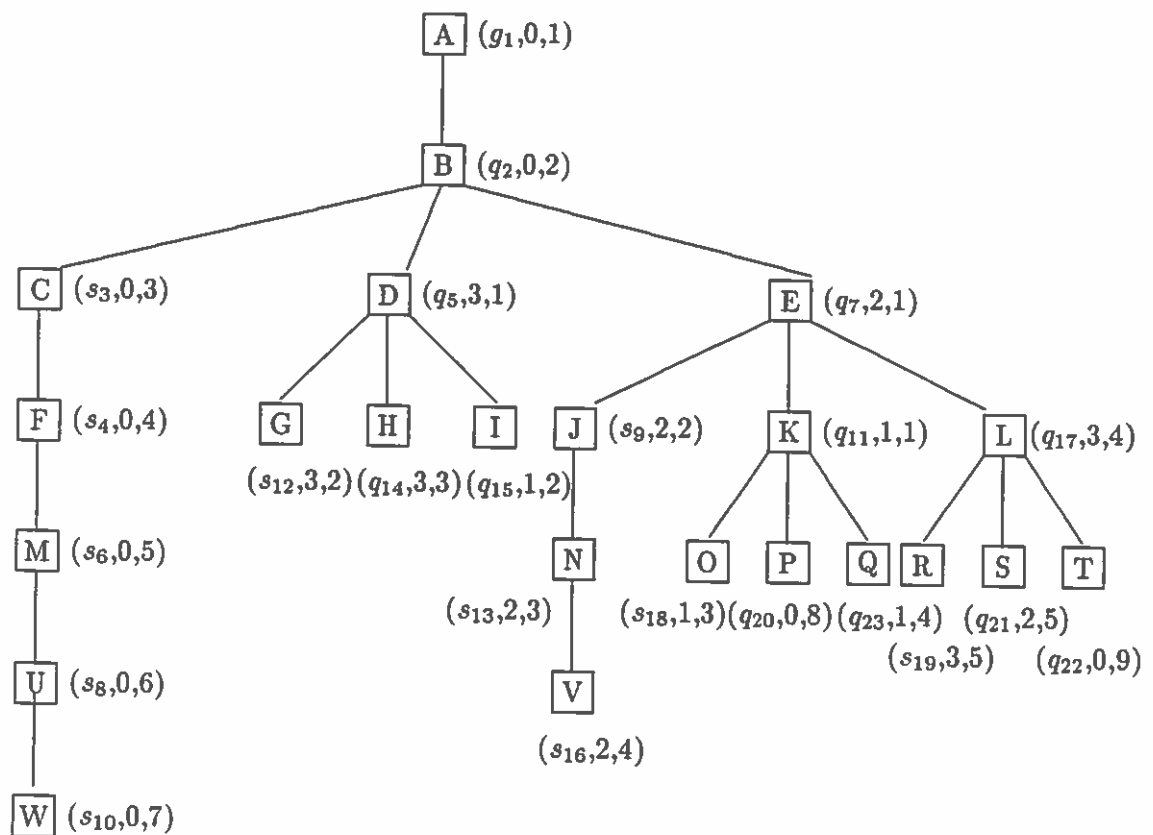 A (g₁,0,1)
B (q₂,0,2)
C (s₃,0,3)
D (q₅,3,1)
E (q₇,2,1)
F (s₄,0,4)
G
H
I
J (s₉,2,2)
K (q₁₁,1,1)
L (q₁₇,3,4)
(s₁₂,3,2) (q₁₄,3,3) (q₁₅,1,2)
M (s₆,0,5)
N
O
P
Q
R
S
T
(s₁₃,2,3)
(s₁₈,1,3) (q₂₀,0,8) (q₂₃,1,4) (q₂₁,2,5)
(s₁₉,3,5) (q₂₂,0,9)
U (s₈,0,6)
V
(s₁₆,2,4)
W (s₁₀,0,7)